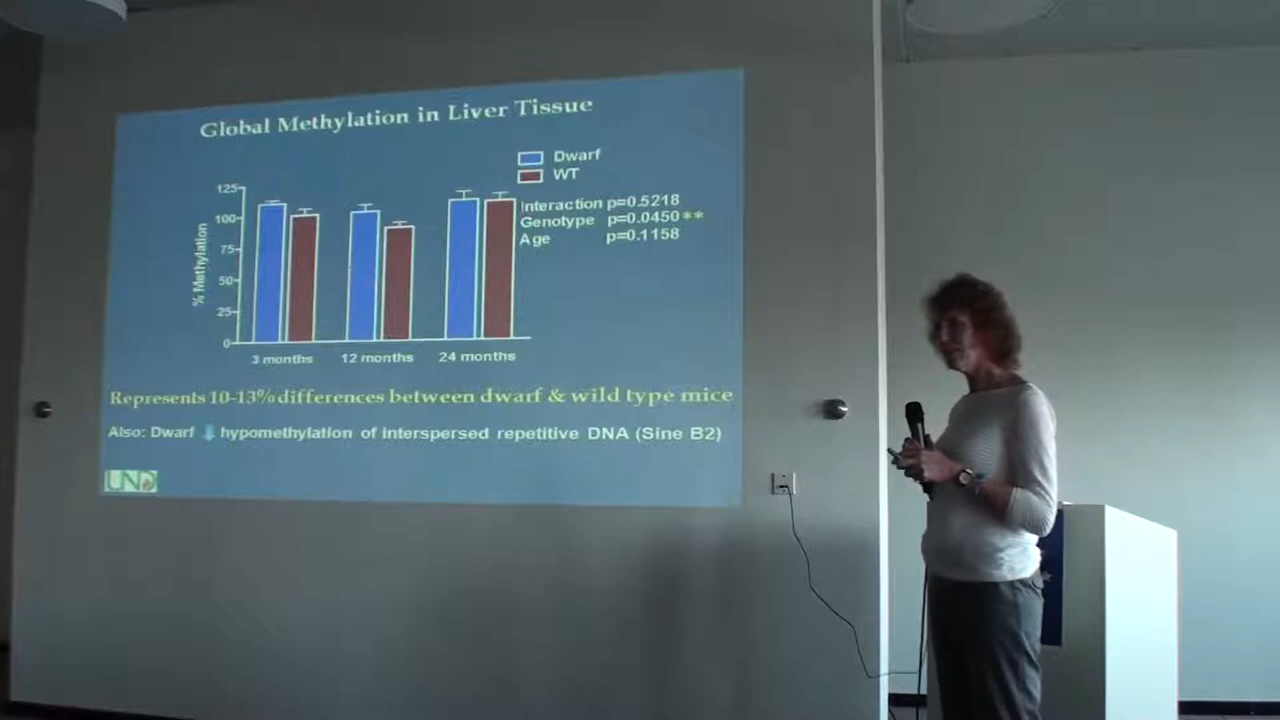 Global Methylation in Liver Tissue
Dwarf
WT
125
100
75
50
25
0
% Methylation
Interaction p=0.5218
Genotype p=0.0450**
Age p=0.1158
3 months 12 months 24 months
Represents 10-13% differences between dwarf & wild type mice
Also: Dwarf hypomethylation of interspersed repetitive DNA (Sine B2)
UND